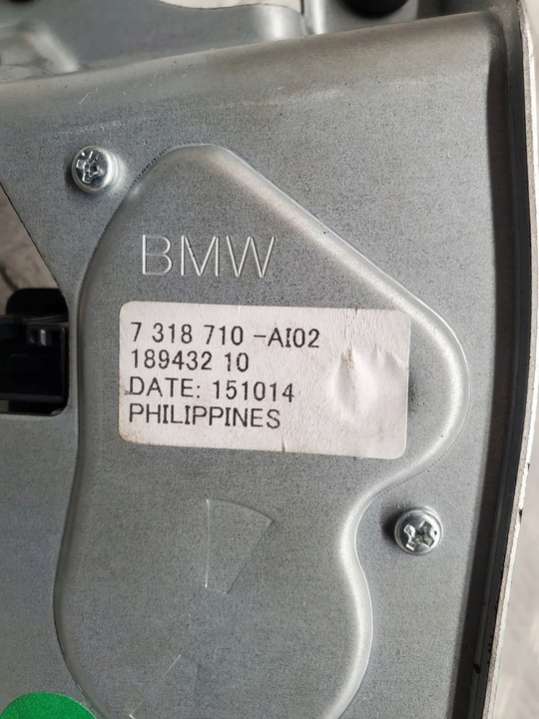 BMW
7 318 710 -AI02
189432 10
DATE: 151014
PHILIPPINES